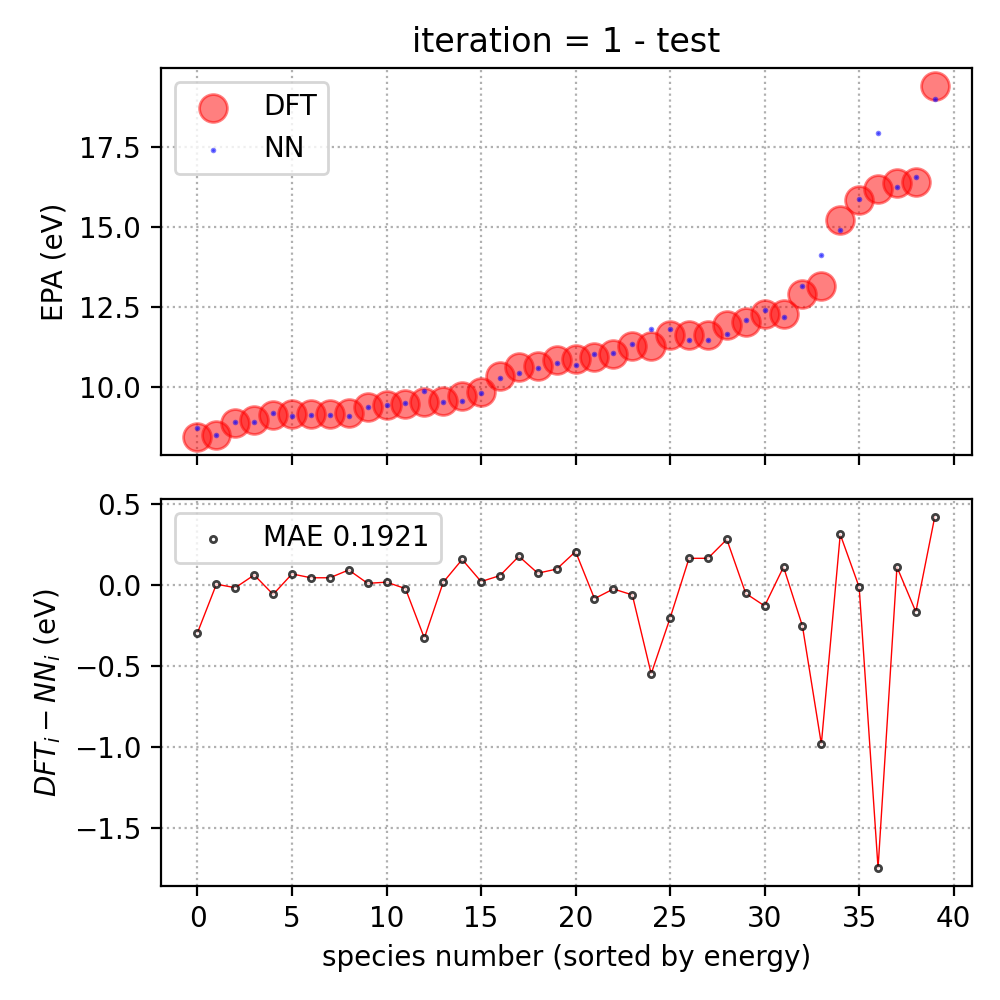 iteration = 1 - test
DFT
NN
17.5
15.0
12.5
10.0
EPA (eV)
MAE 0.1921
0.5
0.0
−0.5
−1.0
−1.5
DFT_i − NN_i (eV)
0 5 10 15 20 25 30 35 40
species number (sorted by energy)